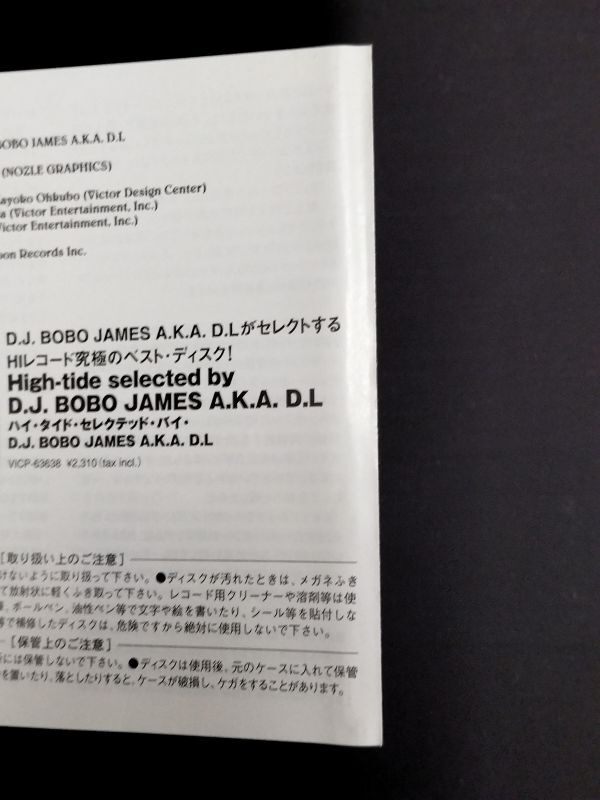 BOBO JAMES A.K.A. D.L
(NOZLE GRAPHICS)
ayoko Ohkubo (Victor Design Center)
a (Victor Entertainment, Inc.)
Victor Entertainment, Inc.)
oon Records Inc.
D.J. BOBO JAMES A.K.A. D.Lがセレクトする
HIレコード究極のベスト・ディスク!
High-tide selected by
D.J. BOBO JAMES A.K.A. D.L
ハイ・タイド・セレクテッド・バイ・
D.J. BOBO JAMES A.K.A. D.L
VICP-63638 ¥2,310(tax incl.)
[取り扱い上のご注意]
けないように取り扱って下さい。●ディスクが汚れたときは、メガネふき
て放射状に軽くふき取って下さい。レコード用クリーナーや溶剤等は使
、ボールペン、油性ペン等で文字や絵を書いたり、シール等を貼付しな
等で補修したディスクは、危険ですから絶対に使用しないで下さい。
[保管上のご注意]
には保管しないで下さい。●ディスクは使用後、元のケースに入れて保管
を置いたり、落としたりすると、ケースが破損し、ケガをすることがあります。